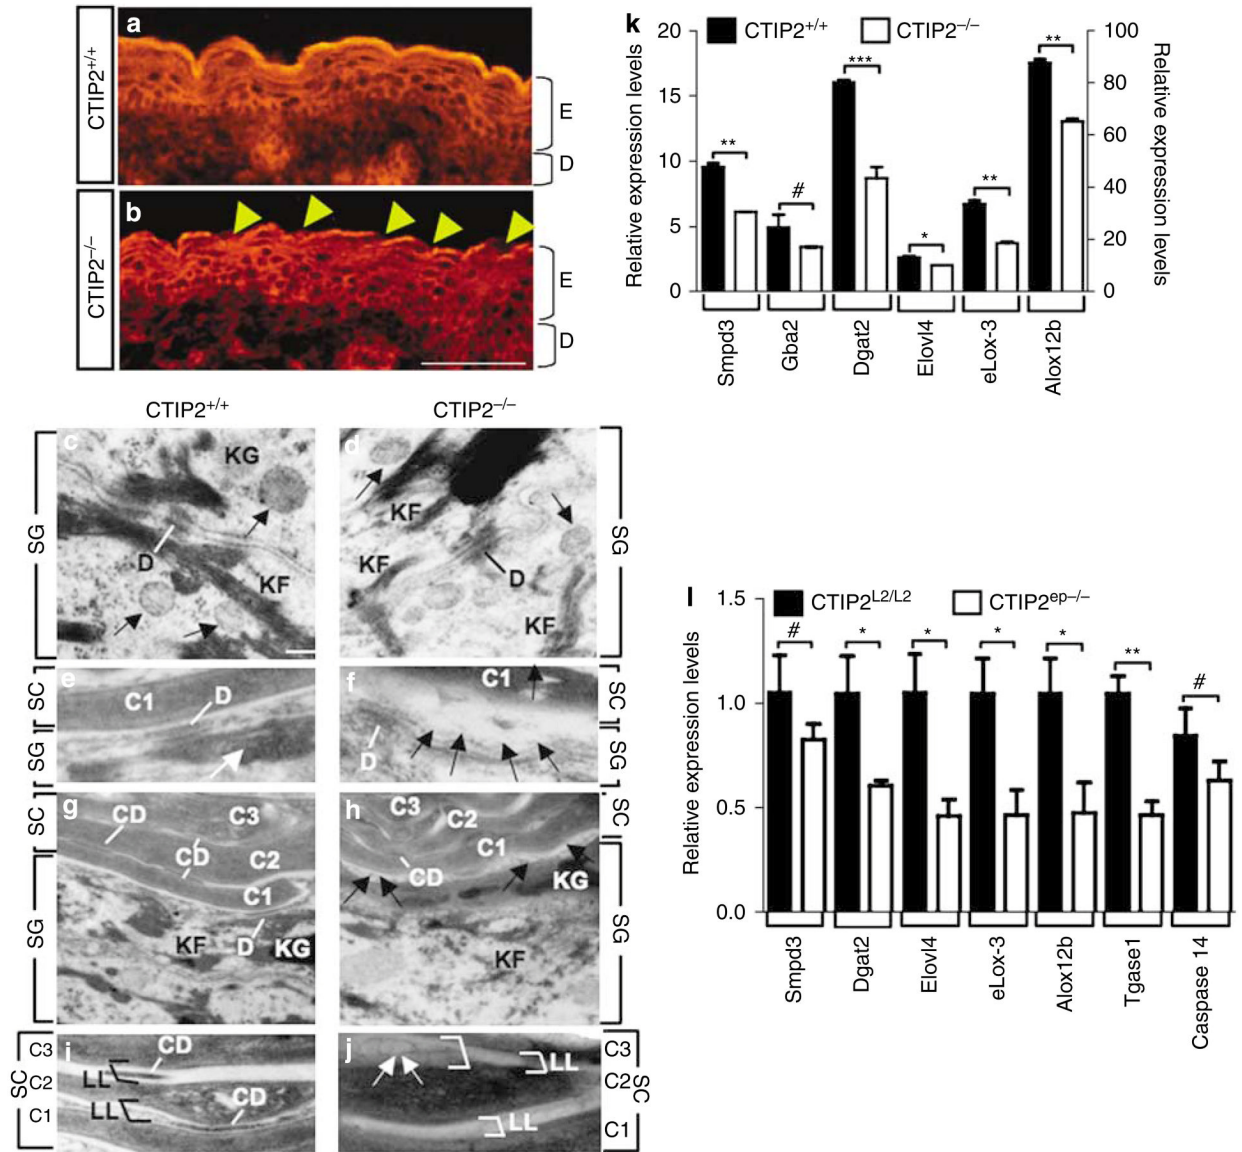 a
CTIP2+/+
E
D
b
CTIP2–/–
E
D
k
CTIP2+/+
CTIP2–/–
Relative expression levels
20
15
10
5
0
100
80
60
40
20
0
Relative expression levels
**
#
***
*
**
**
Smpd3
Gba2
Dgat2
Elovl4
eLox-3
Alox12b
CTIP2+/+
CTIP2–/–
c
SG
KG
D
KF
d
KF
KF
D
KF
SG
e
SC
SG
C1
D
f
C1
D
SC
SG
g
SC
SG
CD
C3
CD
C2
C1
KF
D
KG
h
C3
C2
C1
CD
KG
KF
SC
SG
i
SC
C3
C2
C1
CD
LL
LL
CD
j
LL
LL
C3
C2
C1
SC
l
CTIP2L2/L2
CTIP2ep–/–
Relative expression levels
1.5
1.0
0.5
0.0
#
*
*
*
*
**
#
Smpd3
Dgat2
Elovl4
eLox-3
Alox12b
Tgase1
Caspase 14